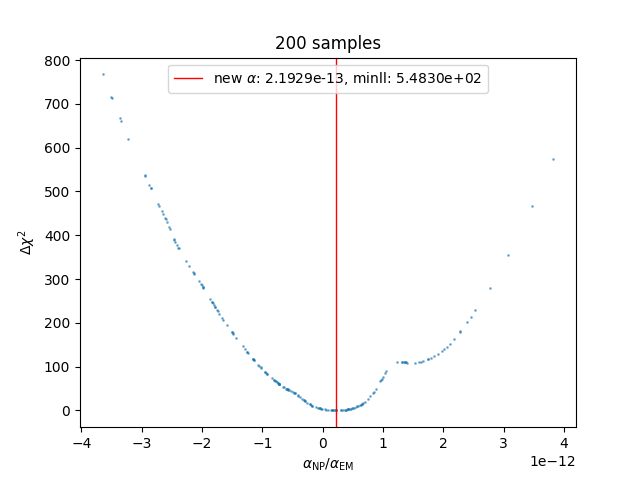 200 samples
new α: 2.1929e-13, minll: 5.4830e+02
800
700
600
500
400
300
200
100
0
Δχ²
−4 −3 −2 −1 0 1 2 3 4
1e−12
α_NP/α_EM